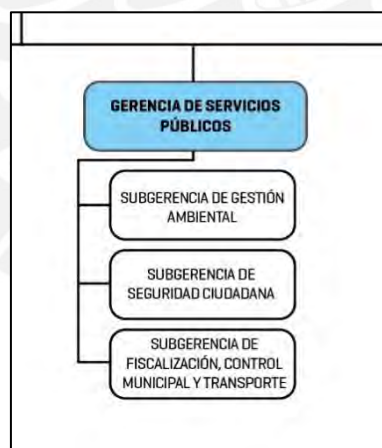 GERENCIA DE SERVICIOS
PÚBLICOS
SUBGERENCIA DE GESTIÓN
AMBIENTAL
SUBGERENCIA DE
SEGURIDAD CIUDADANA
SUBGERENCIA DE
FISCALIZACIÓN, CONTROL
MUNICIPAL Y TRANSPORTE